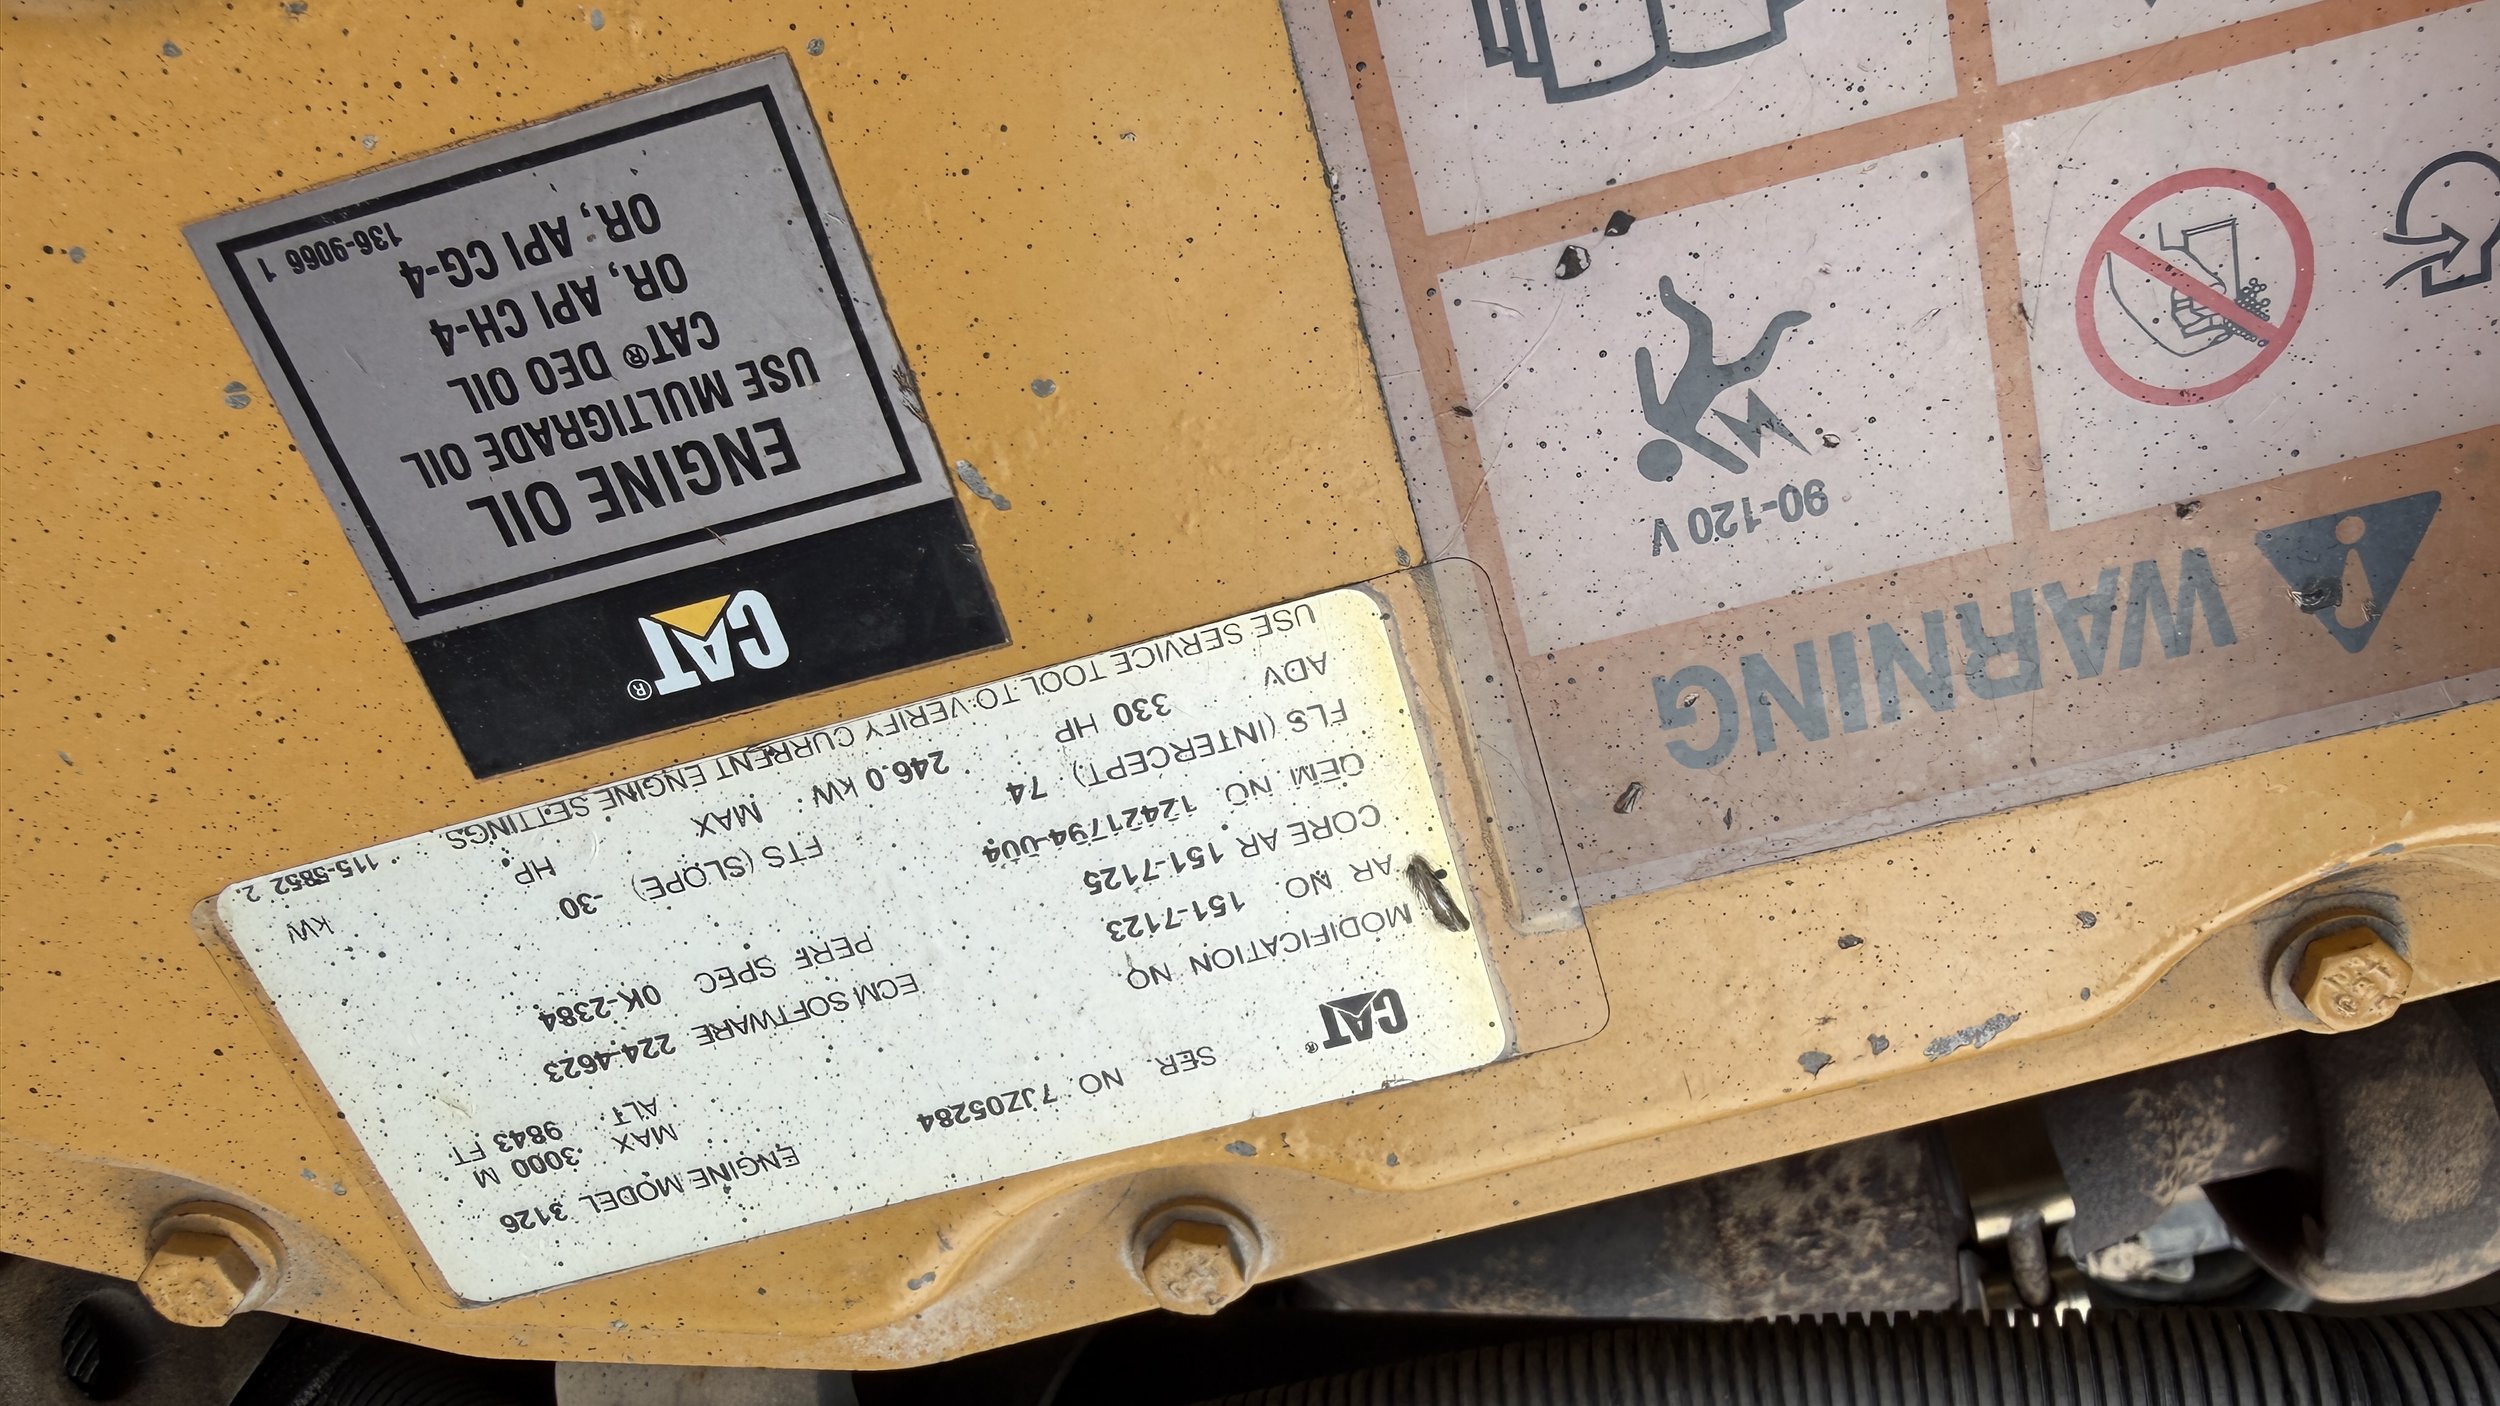 CAT®
SER. NO 7JZ05284
ENGINE MODEL 3126
MODIFICATION NO
ECM SOFTWARE 224-4623
MAX ALT
3000 M
9843 FT
AR NO. 151-7123
PERF SPEC 0K-2384
CORE AR 151-7125
OEM NO. 12421794-004
FLS (INTERCEPT) 74
FTS (SLOPE) -30
ADV 330 HP 246.0 kW MAX HP kW
USE SERVICE TOOL TO VERIFY CURRENT ENGINE SETTINGS.
115-5852 2
CAT®
ENGINE OIL
USE MULTIGRADE OIL
CAT® DEO OIL
OR, API CH-4
OR, API CG-4
136-9066 1
WARNING
90-120 V